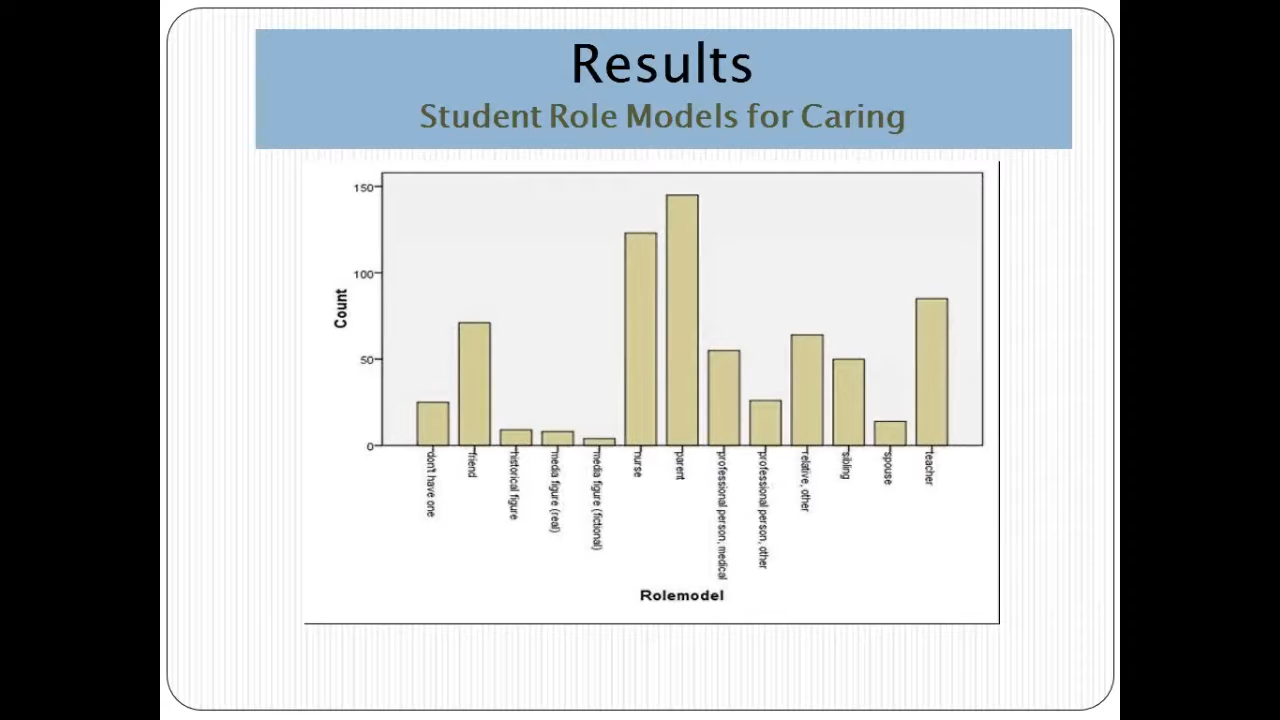 Results
Student Role Models for Caring
150
100
50
0
Count
don't have one
friend
historical figure
media figure (real)
media figure (fictional)
nurse
parent
professional person, medical
professional person, other
relative, other
sibling
spouse
teacher
Rolemodel